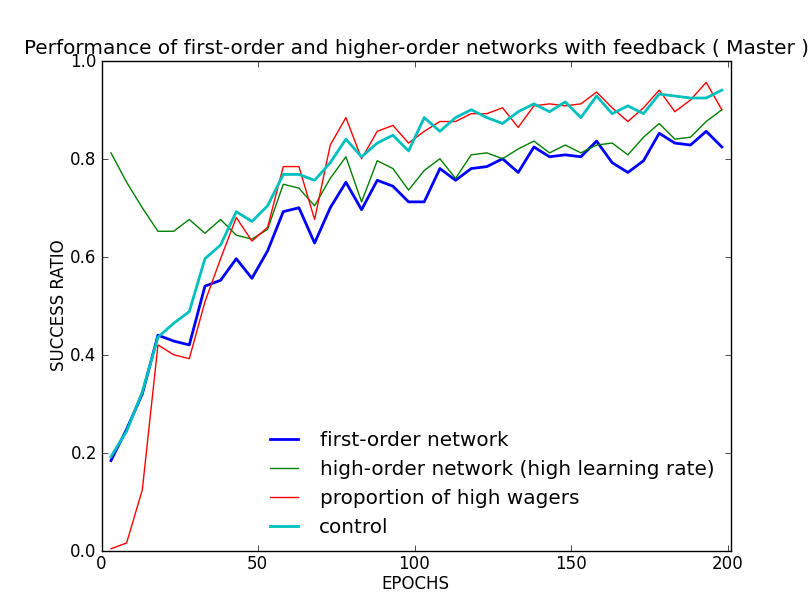 Performance of first-order and higher-order networks with feedback ( Master )
1.0
0.8
0.6
0.4
0.2
0.0
SUCCESS RATIO
first-order network
high-order network (high learning rate)
proportion of high wagers
control
0 50 100 150 200
EPOCHS